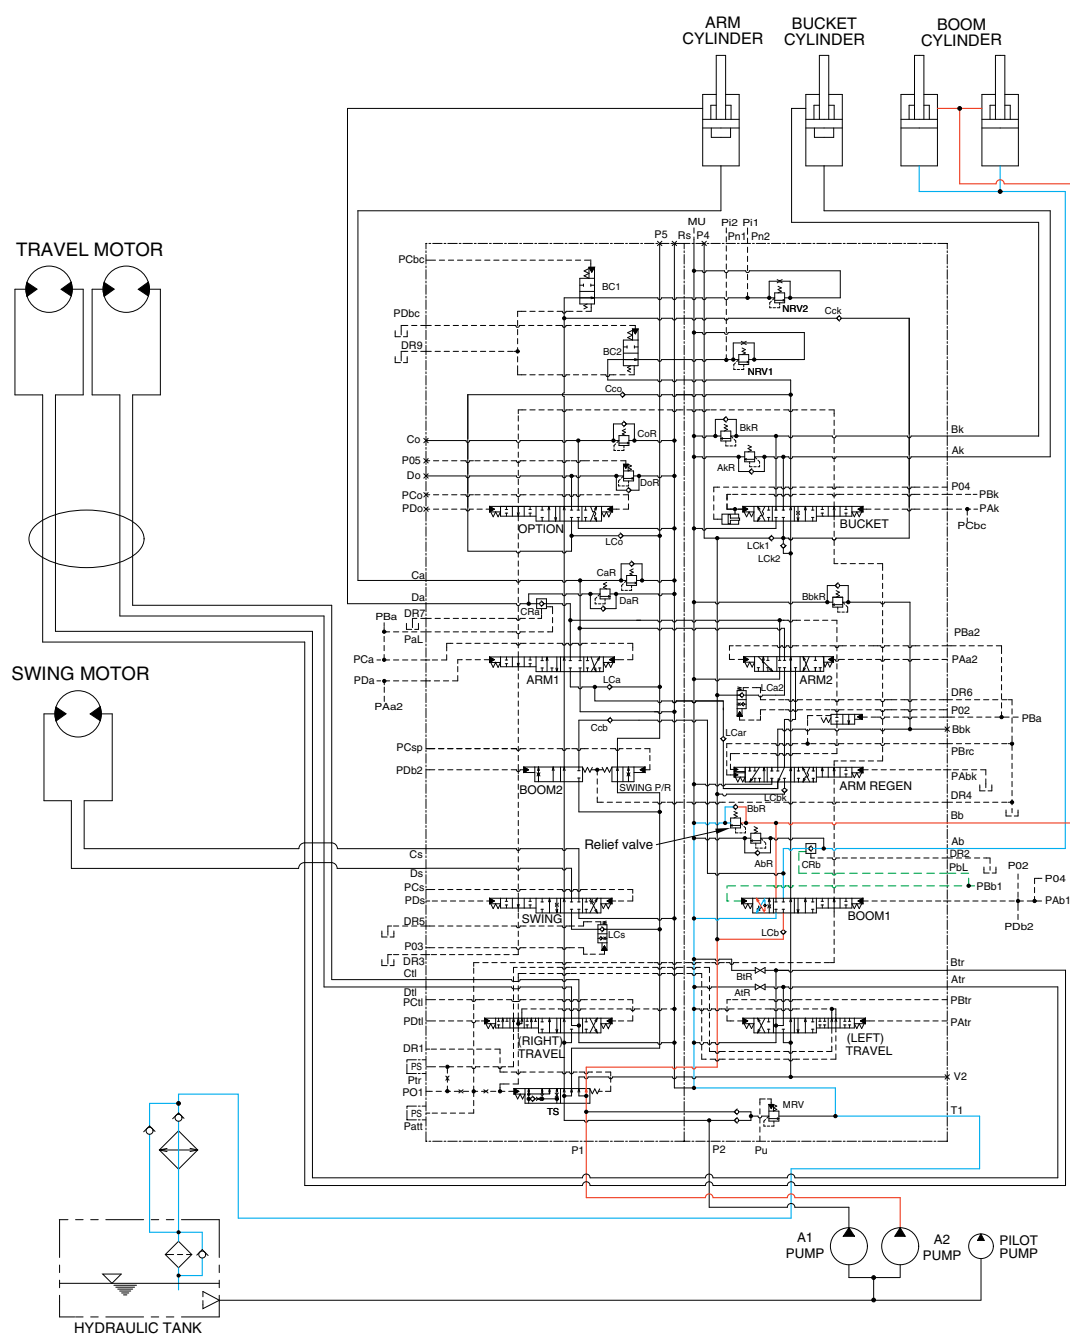 ARM
CYLINDER
BUCKET
CYLINDER
BOOM
CYLINDER
TRAVEL MOTOR
SWING MOTOR
MU
P5
Rs
P4
Pi2
Pi1
Pn1
Pn2
PCbc
BC1
NRV2
Cck
PDbc
DR9
BC2
NRV1
Cco
Co
CoR
BkR
Bk
P05
Do
DoR
AkR
Ak
PCo
PDo
OPTION
P04
PBk
PAk
BUCKET
PCbc
LCo
LCk1
LCk2
Ca
CaR
Da
DaR
CRa
BbkR
DR7
PBa
PaL
PCa
PDa
PAa2
ARM1
ARM2
PBa2
PAa2
LCa
LCa2
DR6
P02
PBa
Ccb
LCar
Bbk
PCsp
PDb2
BOOM2
SWING P/R
PBrc
PAbk
ARM REGEN
LCbk
DR4
BbR
Bb
Relief valve
AbR
CRb
Ab
DR2
PbL
P02
P04
PBb1
PAb1
PDb2
Cs
Ds
PCs
PDs
SWING
BOOM1
DR5
P03
DR3
LCs
LCb
Ctl
Dtl
BtR
AtR
Btr
Atr
PCtl
PDtl
(RIGHT)
TRAVEL
(LEFT)
TRAVEL
PBtr
PAtr
DR1
PS
Ptr
PO1
PS
Patt
TS
V2
MRV
T1
P1
P2
Pu
A1
PUMP
A2
PUMP
PILOT
PUMP
HYDRAULIC TANK